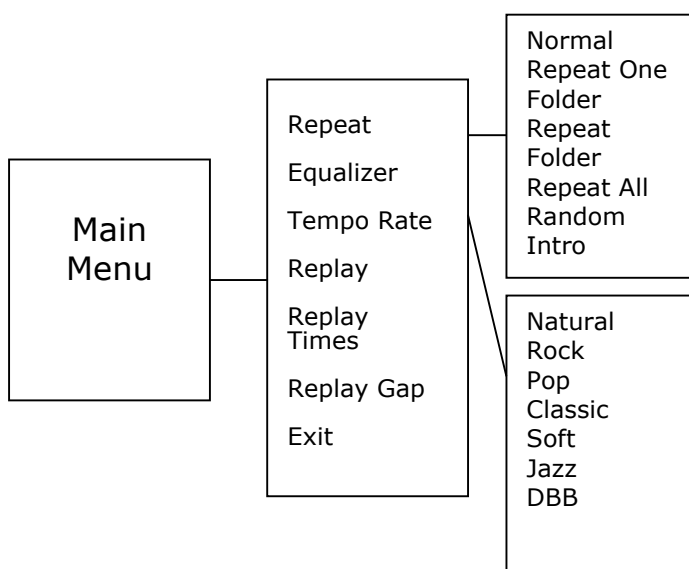 Main
Menu
Repeat
Equalizer
Tempo Rate
Replay
Replay
Times
Replay Gap
Exit
Normal
Repeat One
Folder
Repeat
Folder
Repeat All
Random
Intro
Natural
Rock
Pop
Classic
Soft
Jazz
DBB